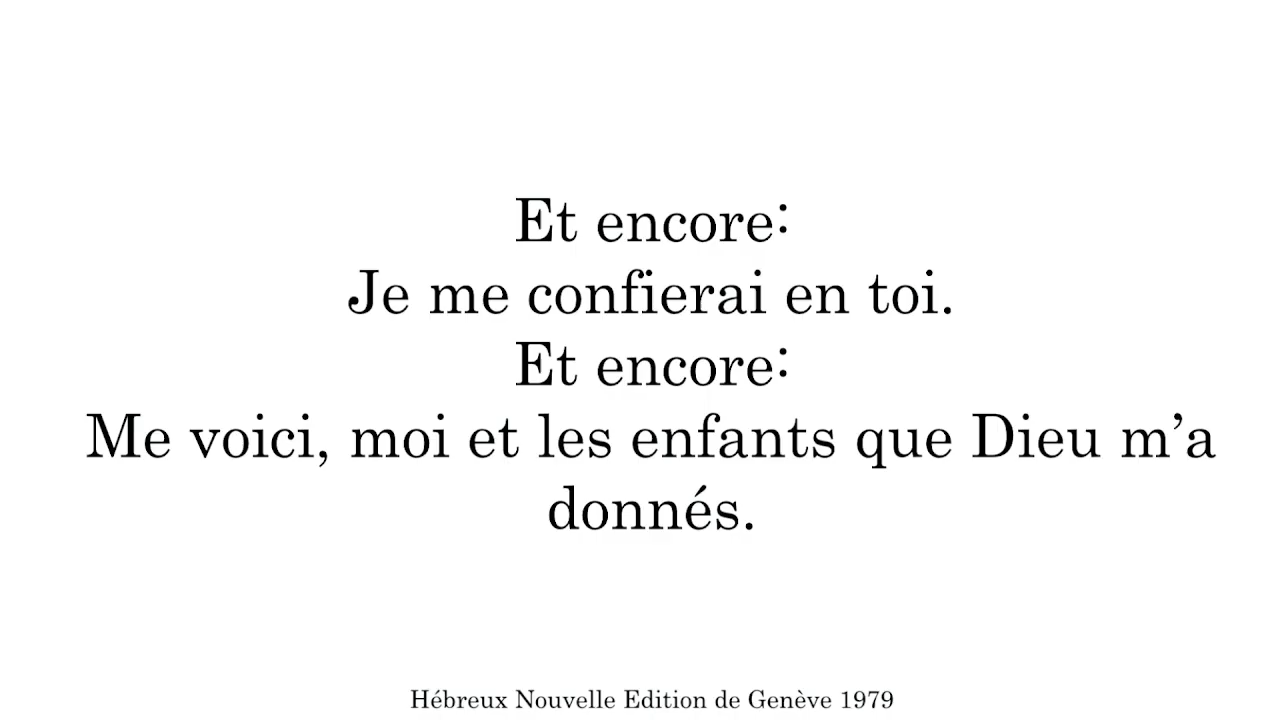 Et encore:
Je me confierai en toi.
Et encore:
Me voici, moi et les enfants que Dieu m’a
donnés.
Hébreux Nouvelle Edition de Genève 1979